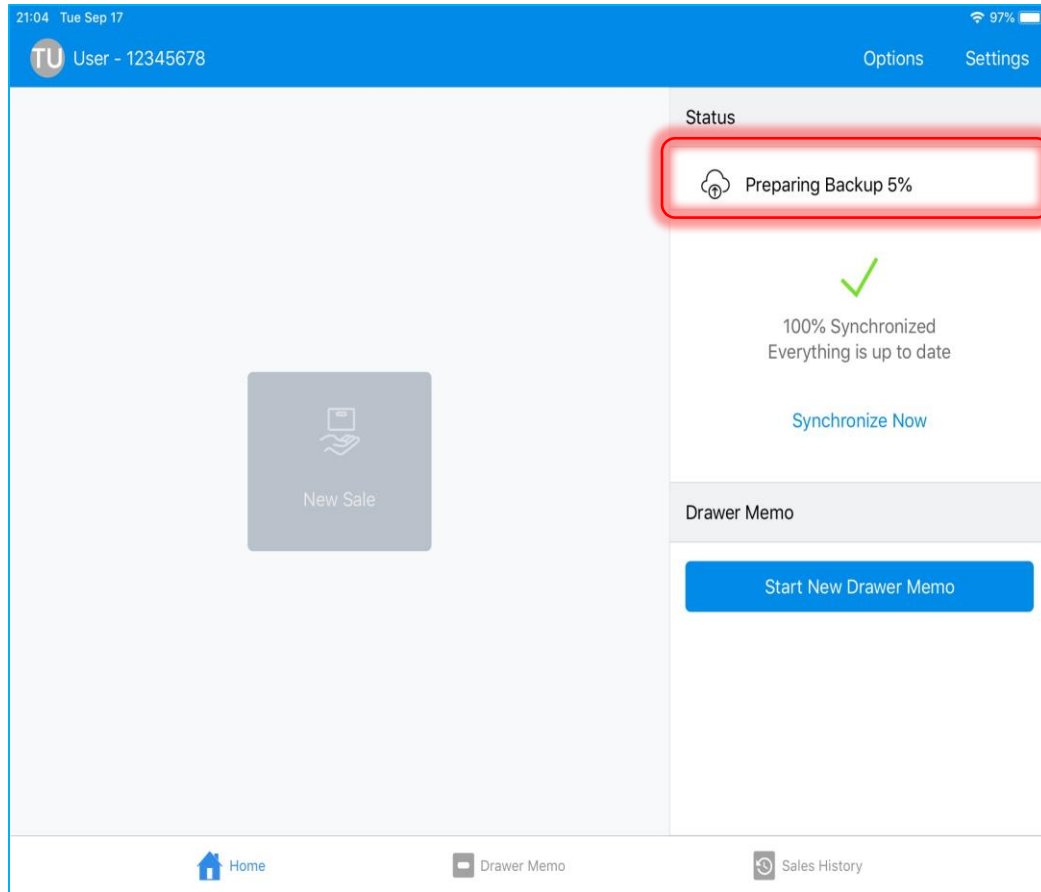 21:04 Tue Sep 17
97%
TU User - 12345678
Options
Settings
Status
Preparing Backup 5%
100% Synchronized
Everything is up to date
Synchronize Now
New Sale
Drawer Memo
Start New Drawer Memo
Home
Drawer Memo
Sales History